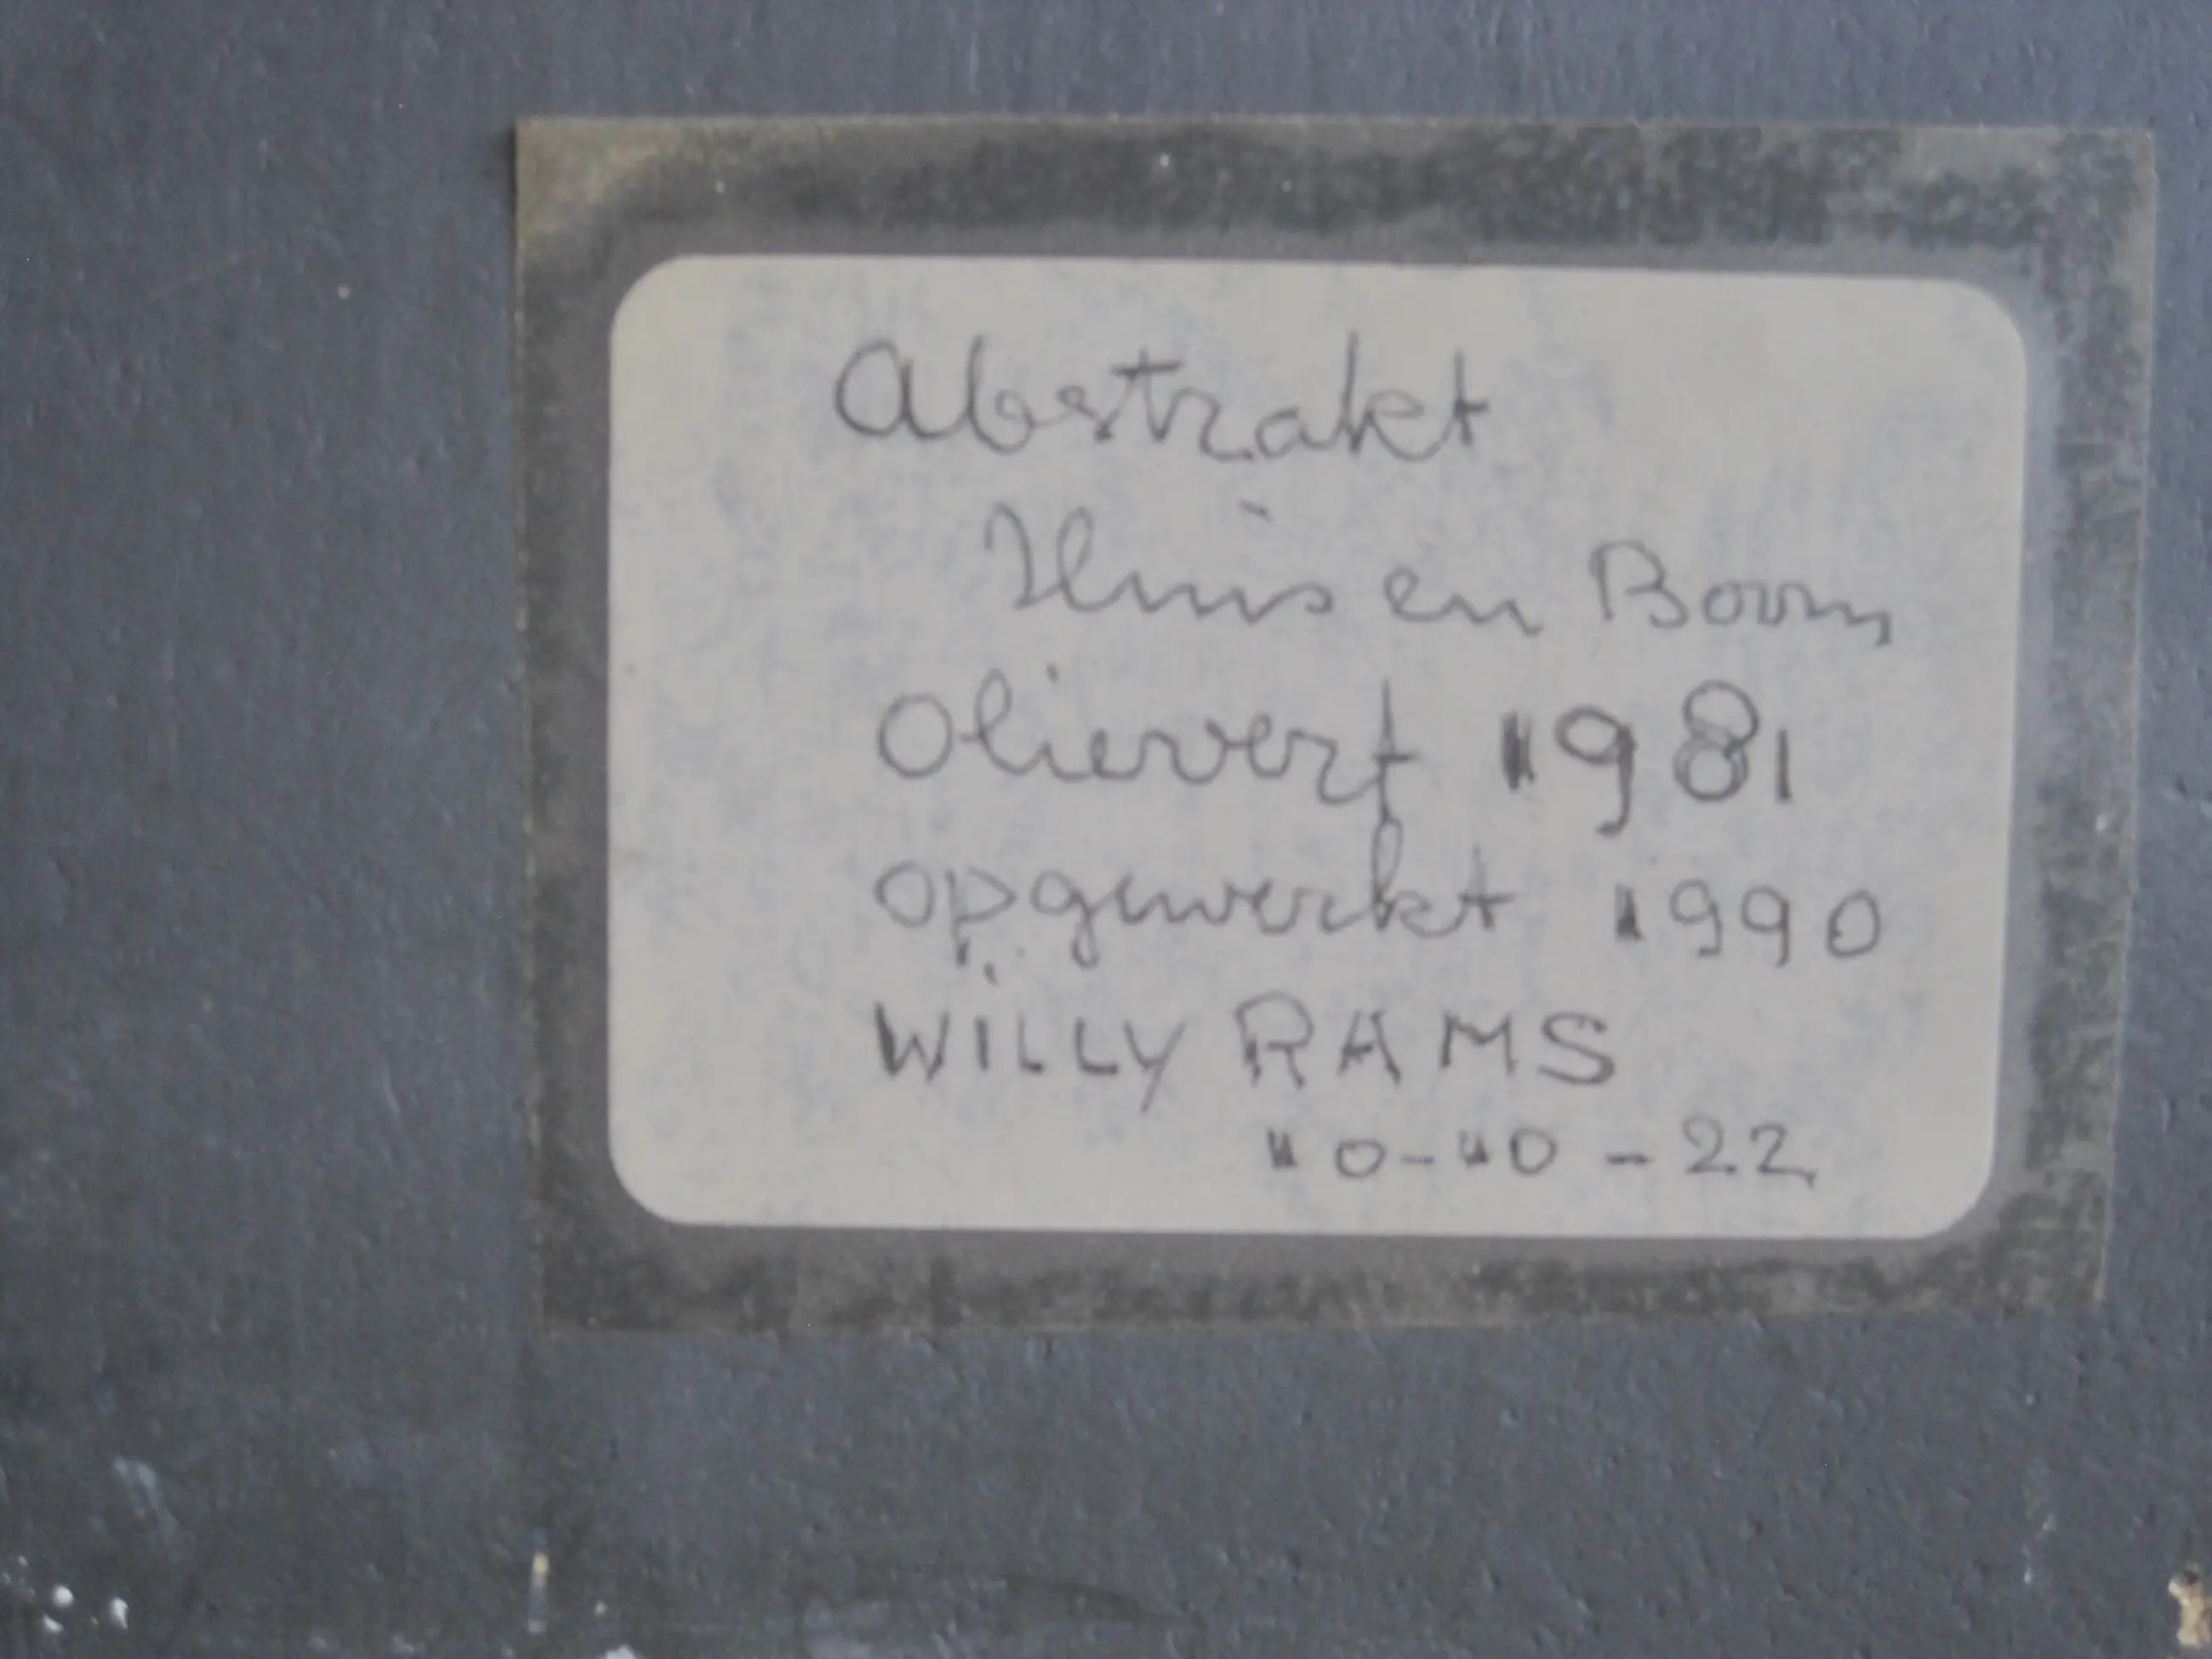 Abstrakt
Huis en Boom
Olieverf 1981
opgewerkt 1990
WILLY RAMS
10-10-22